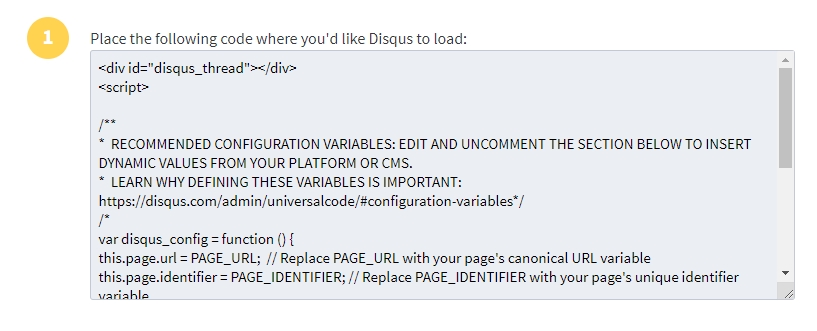 1
Place the following code where you'd like Disqus to load:
<div id="disqus_thread"></div>
<script>
/**
*  RECOMMENDED CONFIGURATION VARIABLES: EDIT AND UNCOMMENT THE SECTION BELOW TO INSERT
DYNAMIC VALUES FROM YOUR PLATFORM OR CMS.
*  LEARN WHY DEFINING THESE VARIABLES IS IMPORTANT:
https://disqus.com/admin/universalcode/#configuration-variables*/
/*
var disqus_config = function () {
this.page.url = PAGE_URL;  // Replace PAGE_URL with your page's canonical URL variable
this.page.identifier = PAGE_IDENTIFIER; // Replace PAGE_IDENTIFIER with your page's unique identifier
variable